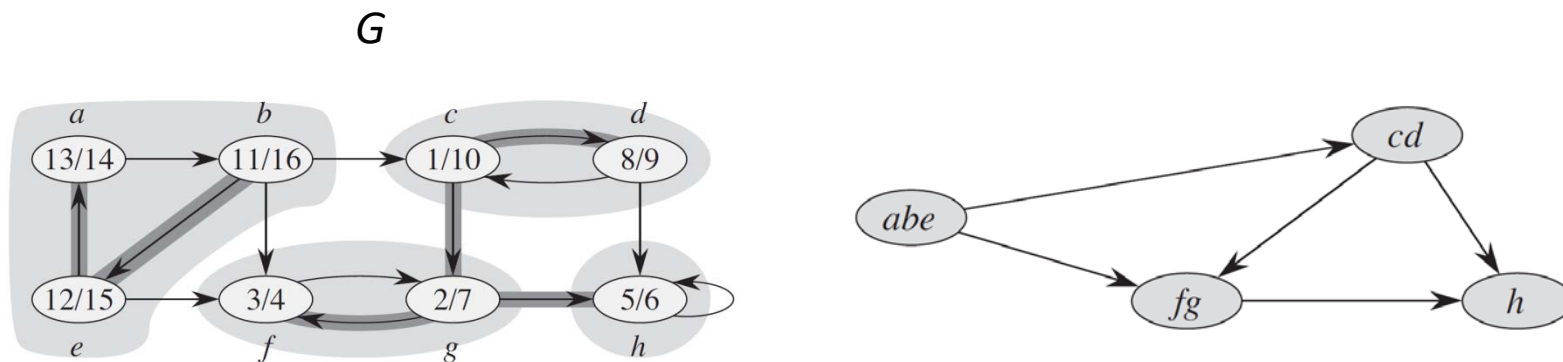 G
a b c d
13/14 11/16 1/10 8/9
12/15 3/4 2/7 5/6
e f g h
cd
abe
fg h